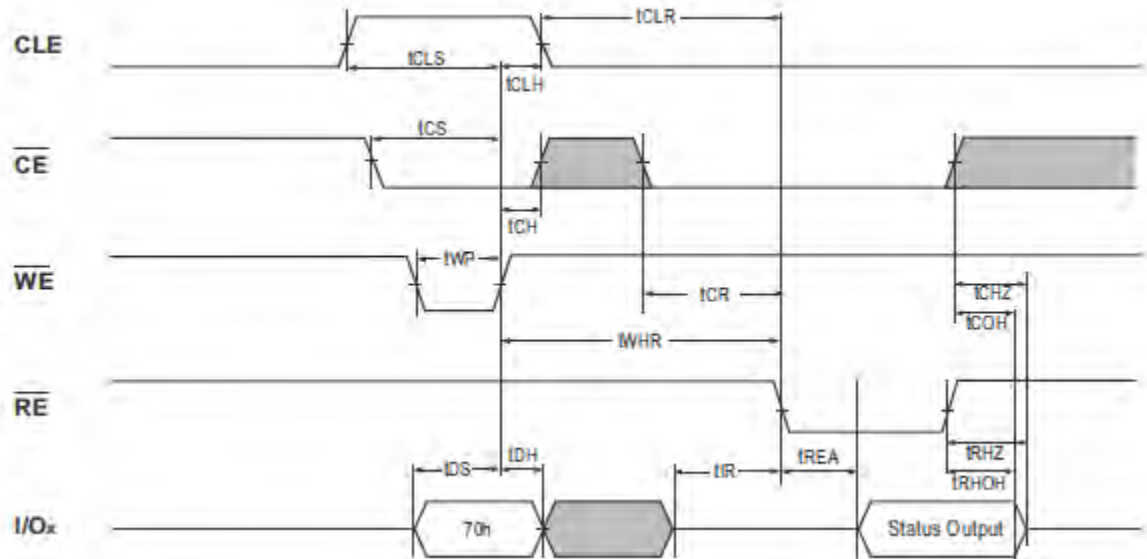 tCLR
CLE
tCLS
tCLH
tCS
CE
tCH
tWP
WE
tCR
tCHZ
tCOH
tWHR
RE
tDS
tDH
tIR
tREA
tRHZ
tRHOH
I/Ox
70h
Status Output